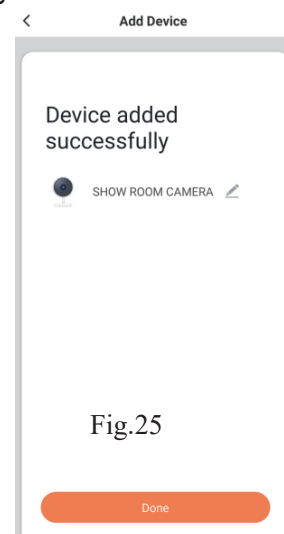 Add Device
Device added
successfully
SHOW ROOM CAMERA
Fig.25
Done